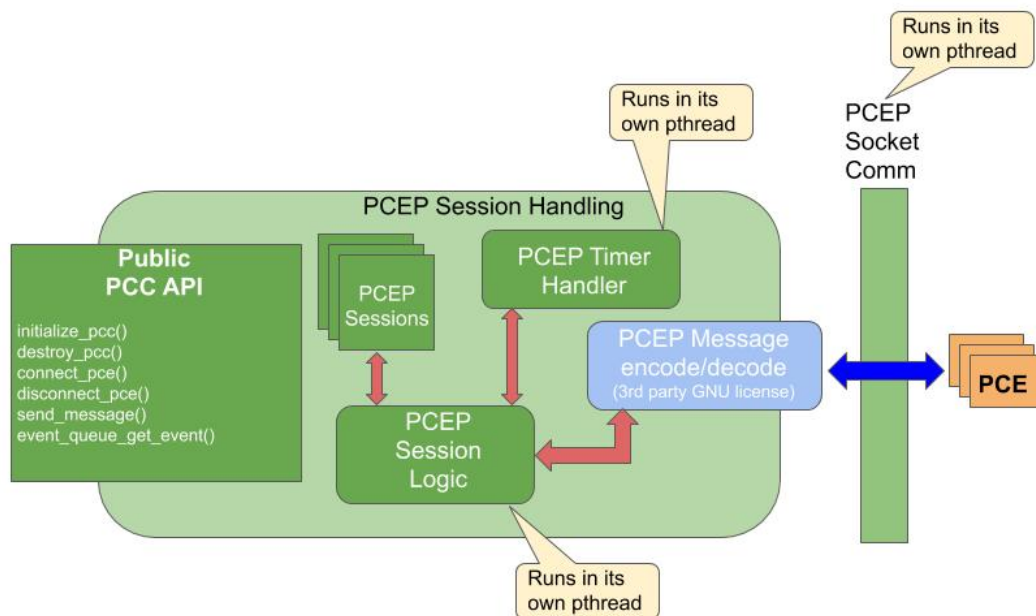 Runs in its
own pthread
PCEP
Socket
Comm
Runs in its
own pthread
PCEP Session Handling
Public
PCC API
initialize_pcc()
destroy_pcc()
connect_pce()
disconnect_pce()
send_message()
event_queue_get_event()
PCEP
Sessions
PCEP Timer
Handler
PCEP Message
encode/decode
(3rd party GNU license)
PCE
PCEP
Session
Logic
Runs in its
own pthread